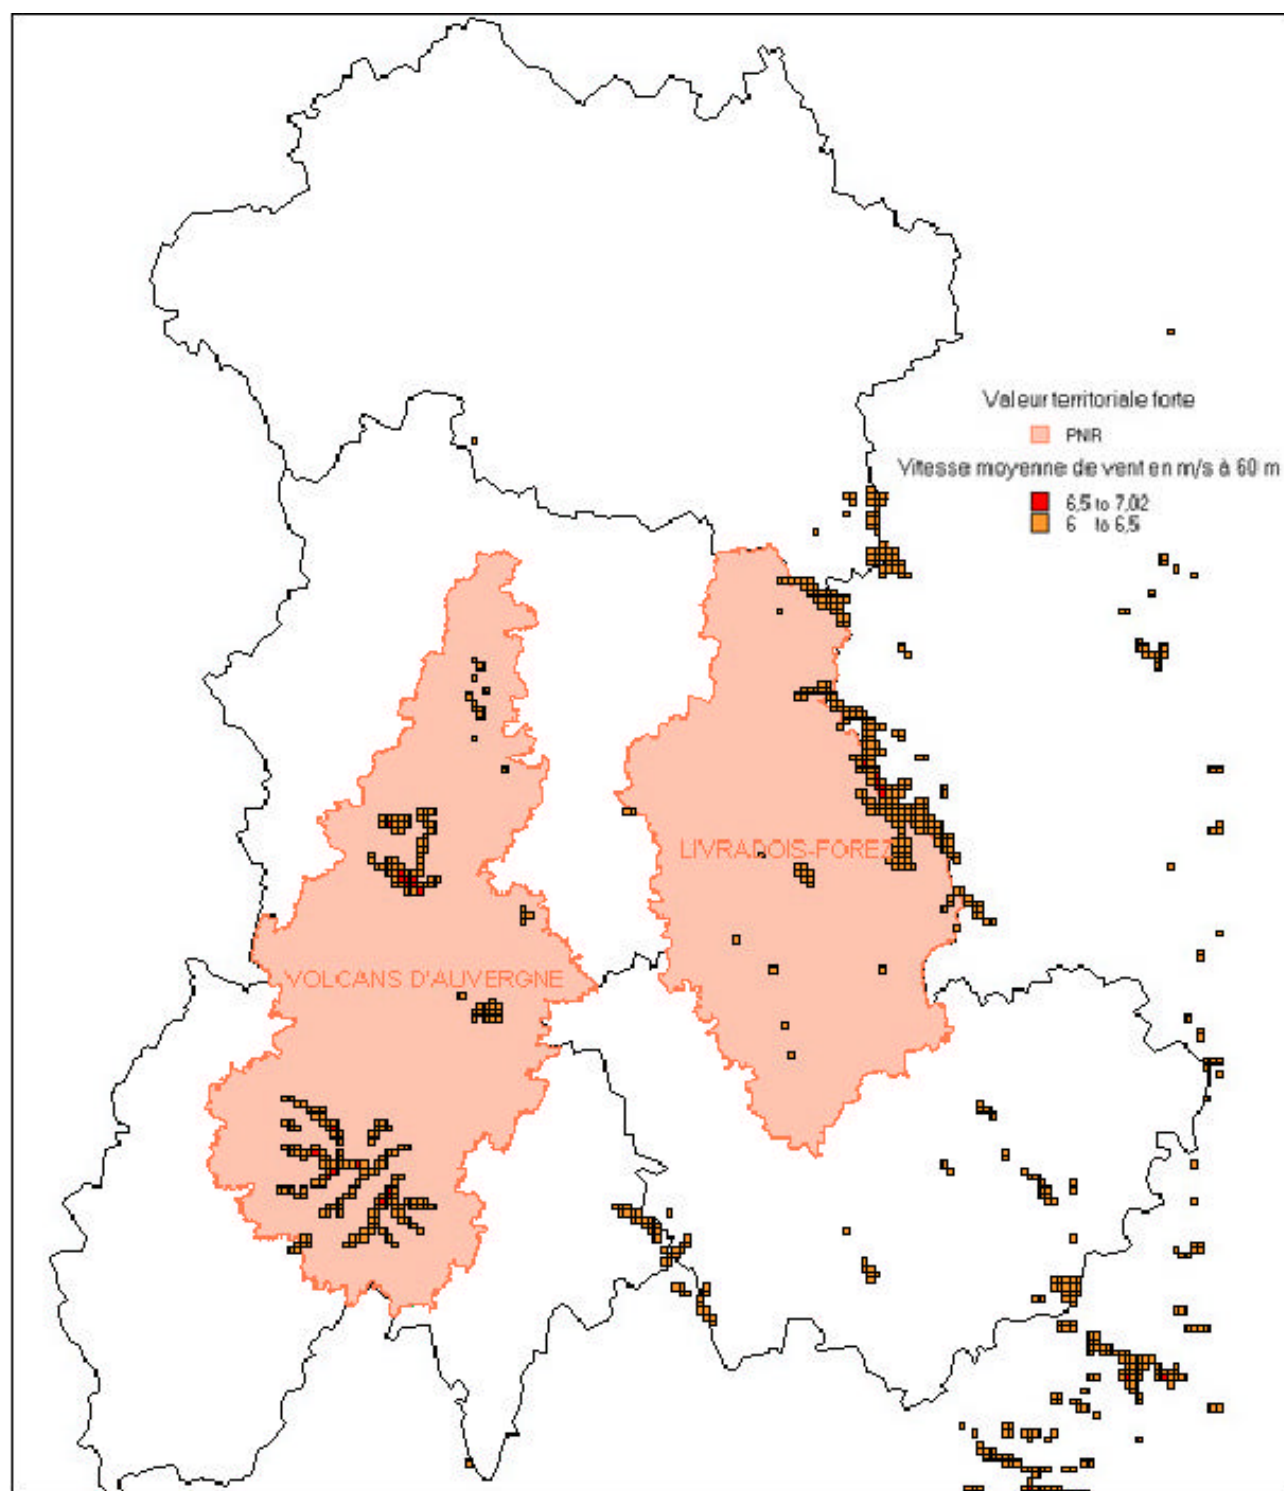 Valeur territoriale forte
PNR
Vitesse moyenne de vent en m/s à 60 m
6,5 to 7,02
6 to 6,5
LIVRADOIS-FOREZ
VOLCANS D'AUVERGNE